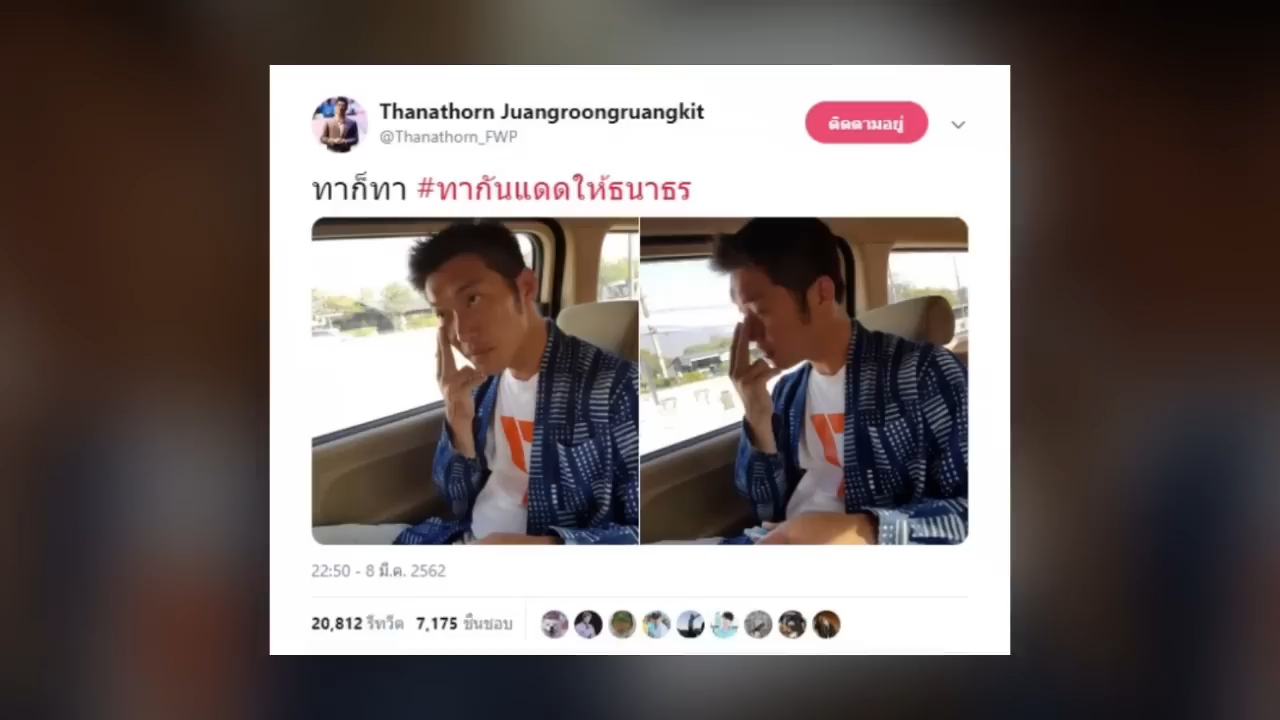 Thanathorn Juangroongruangkit
@Thanathorn_FWP
ติดตามอยู่
ทาก็ทา #ทากันแดดให้ธนาธร
22:50 - 8 มี.ค. 2562
20,812 รีทวีต 7,175 ชื่นชอบ